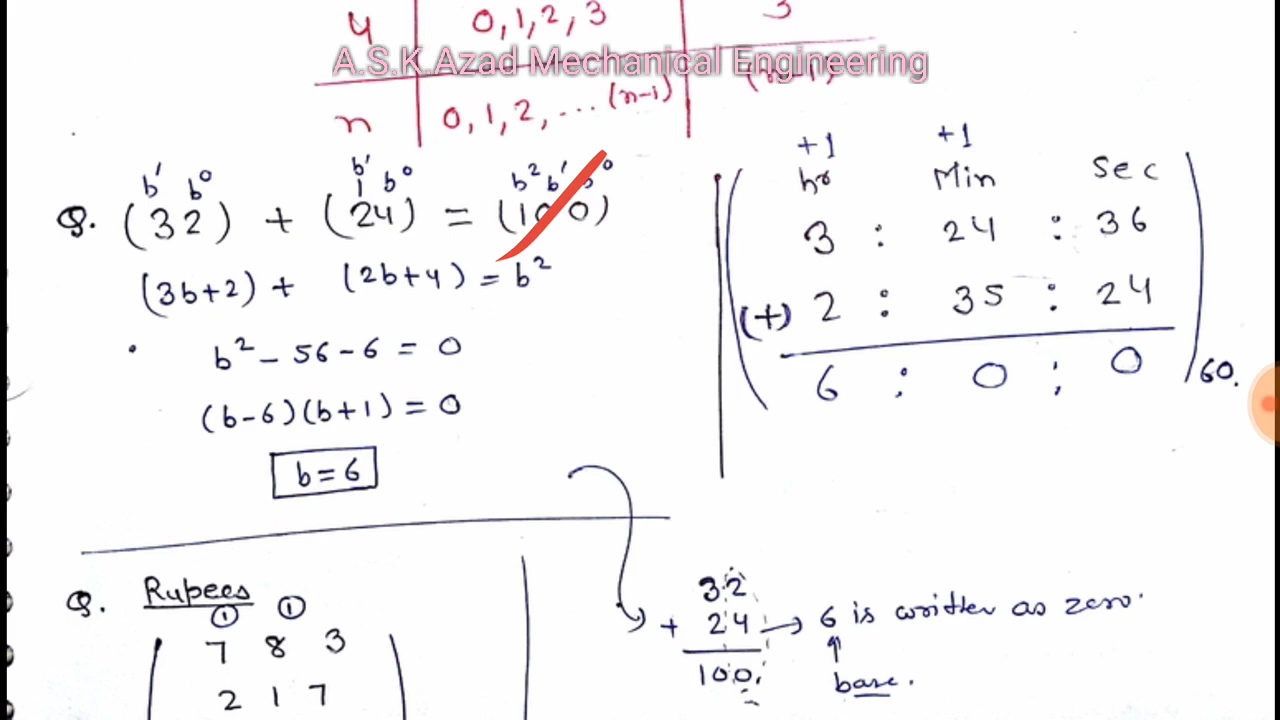 4 | 0, 1, 2, 3 | 3
A.S.K.Azad Mechanical Engineering
n | 0, 1, 2, ... (n-1) | (n-1)
b¹ b⁰ b¹ b⁰ b² b¹ b⁰
Q. (32) + (24) = (100)
(3b+2) + (2b+4) = b²
b² - 5b - 6 = 0
(b-6)(b+1) = 0
b = 6
+1 +1
hr Min Sec
3 : 24 : 36
(+) 2 : 35 : 24
6 : 0 : 0
60.
Q. Rupees
① ①
7 8 3
2 1 7
32
+ 24 → 6 is written as zero.
100.
base.